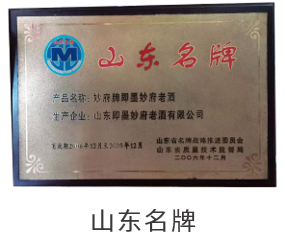 山东名牌
产品名称：妙府牌即墨妙府老酒
生产企业：山东即墨妙府老酒有限公司
山东省名牌战略推进委员会
山东省质量技术监督局
二〇〇六年十二月
山东名牌